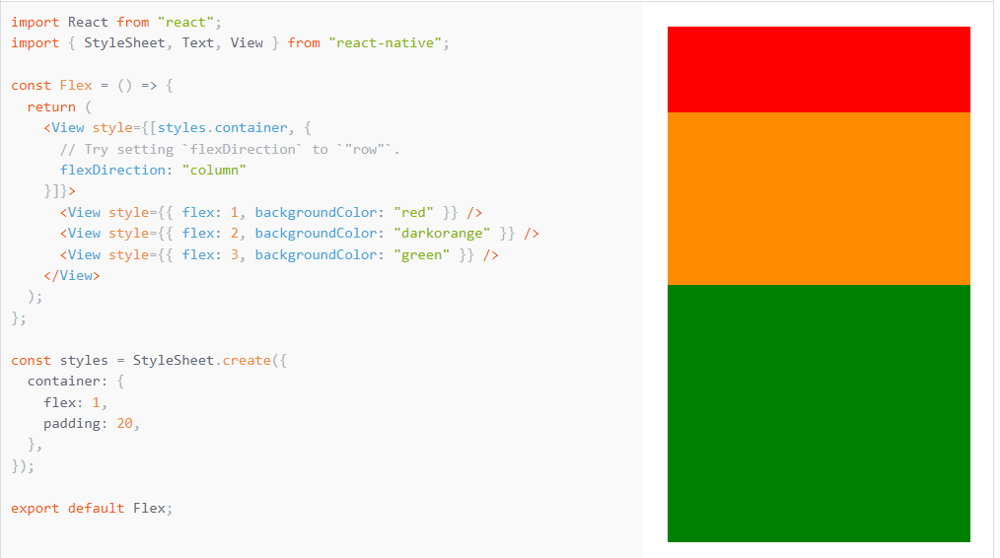 import React from "react";
import { StyleSheet, Text, View } from "react-native";
const Flex = () => {
return (
<View style={[styles.container, {
// Try setting `flexDirection` to `"row"`.
flexDirection: "column"
}]}>
<View style={{ flex: 1, backgroundColor: "red" }} />
<View style={{ flex: 2, backgroundColor: "darkorange" }} />
<View style={{ flex: 3, backgroundColor: "green" }} />
</View>
);
};
const styles = StyleSheet.create({
container: {
flex: 1,
padding: 20,
},
});
export default Flex;